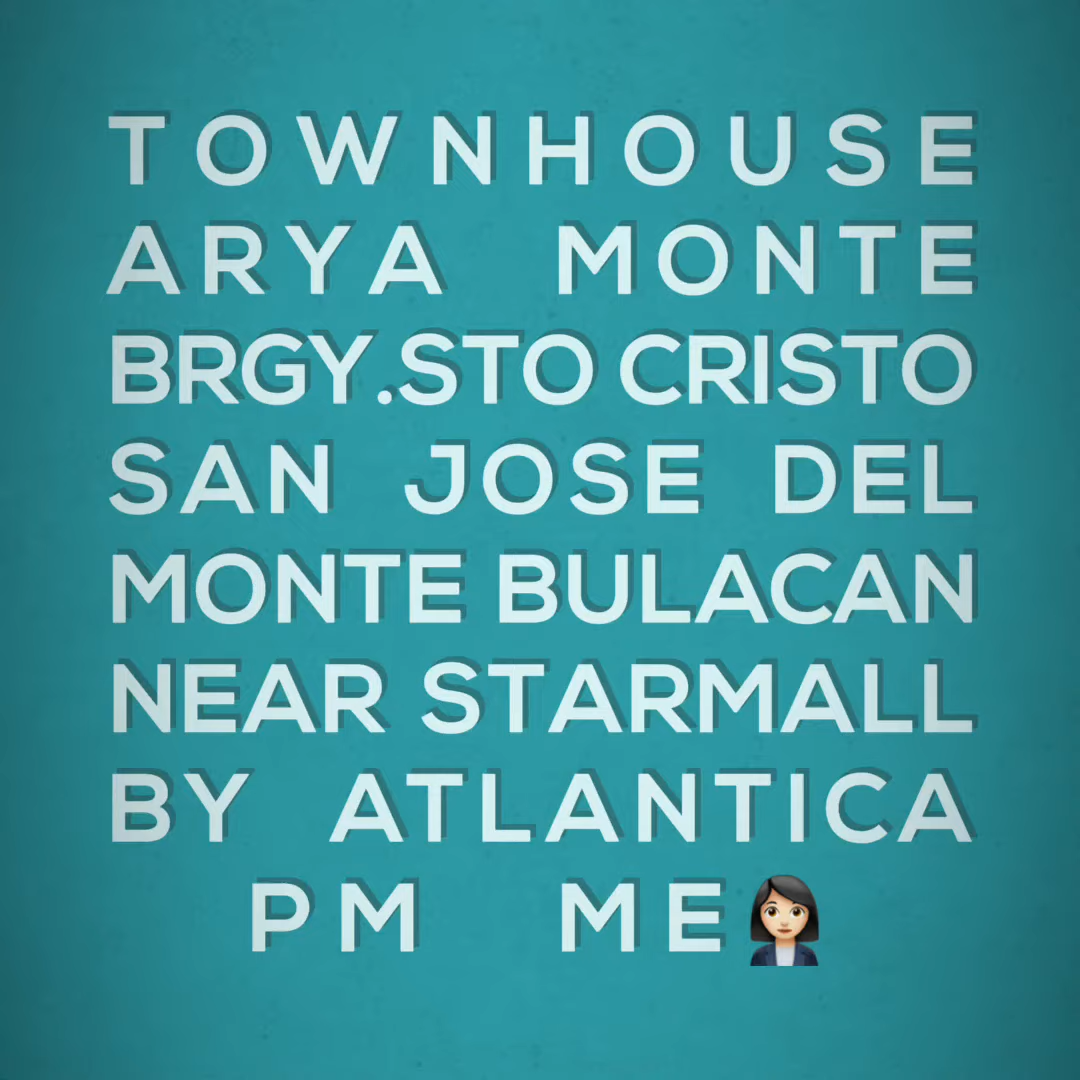 TOWNHOUSE
ARYA MONTE
BRGY.STO CRISTO
SAN JOSE DEL
MONTE BULACAN
NEAR STARMALL
BY ATLANTICA
PM ME👩🏻‍💼